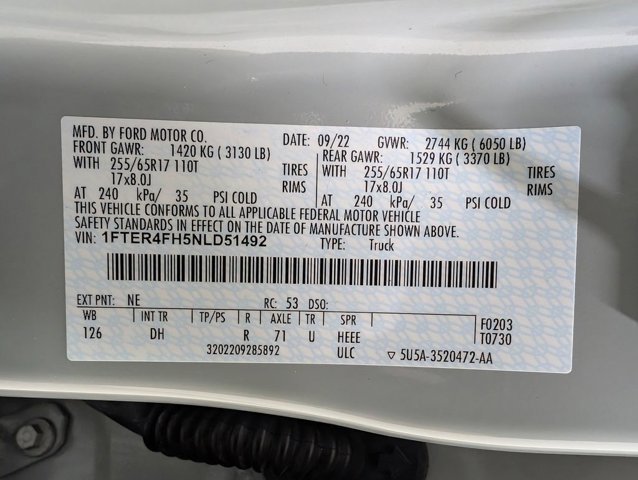 MFD. BY FORD MOTOR CO. DATE: 09/22 GVWR: 2744 KG ( 6050 LB)
FRONT GAWR: 1420 KG ( 3130 LB) REAR GAWR: 1529 KG ( 3370 LB)
WITH 255/65R17 110T TIRES WITH 255/65R17 110T TIRES
17x8.0J RIMS 17x8.0J RIMS
AT 240 kPa/ 35 PSI COLD AT 240 kPa/ 35 PSI COLD
THIS VEHICLE CONFORMS TO ALL APPLICABLE FEDERAL MOTOR VEHICLE
SAFETY STANDARDS IN EFFECT ON THE DATE OF MANUFACTURE SHOWN ABOVE.
VIN: 1FTER4FH5NLD51492 TYPE: Truck
EXT PNT: NE RC: 53 DSO:
WB INT TR TP/PS R AXLE TR SPR F0203
126 DH R 71 U HEEE T0730
3202209285892 ULC ▽ 5U5A-3520472-AA